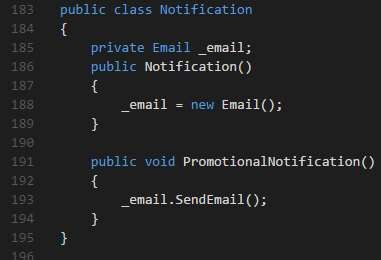 183 public class Notification
184 {
185     private Email _email;
186     public Notification()
187     {
188         _email = new Email();
189     }
190
191     public void PromotionalNotification()
192     {
193         _email.SendEmail();
194     }
195 }
196